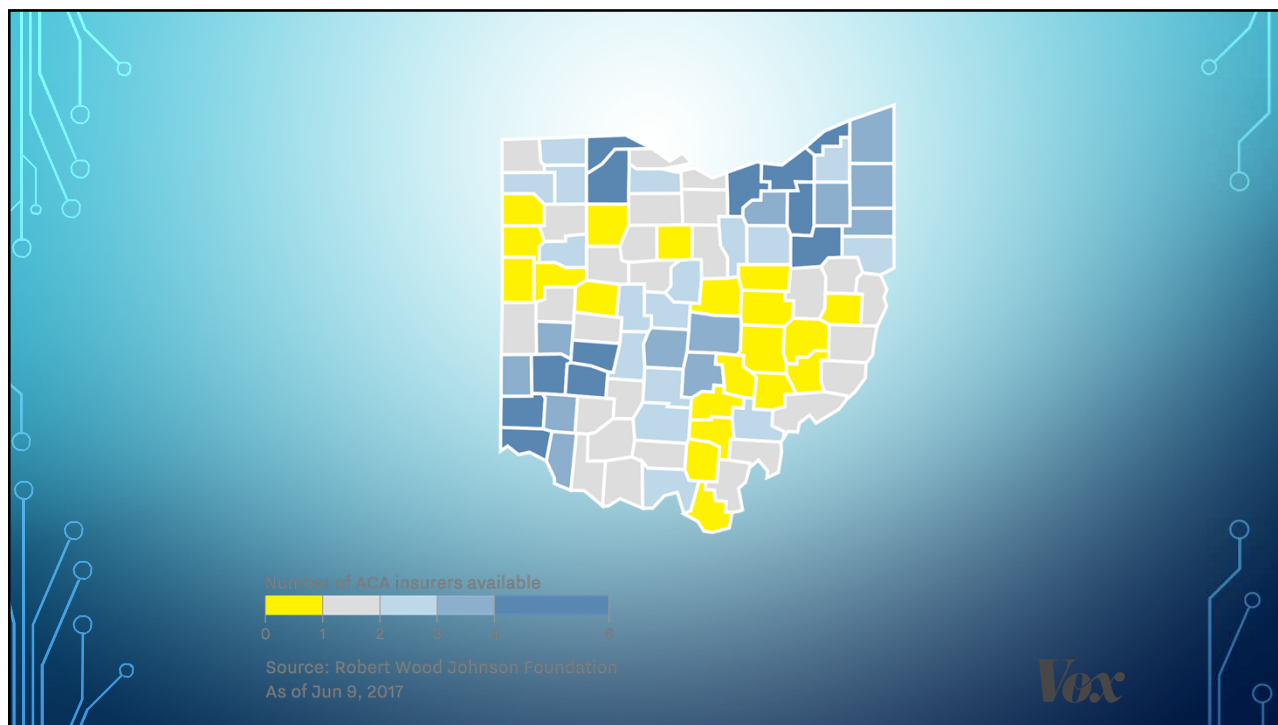 Number of ACA insurers available
0 1 2 3 4 6
Source: Robert Wood Johnson Foundation
As of Jun 9, 2017
Vox